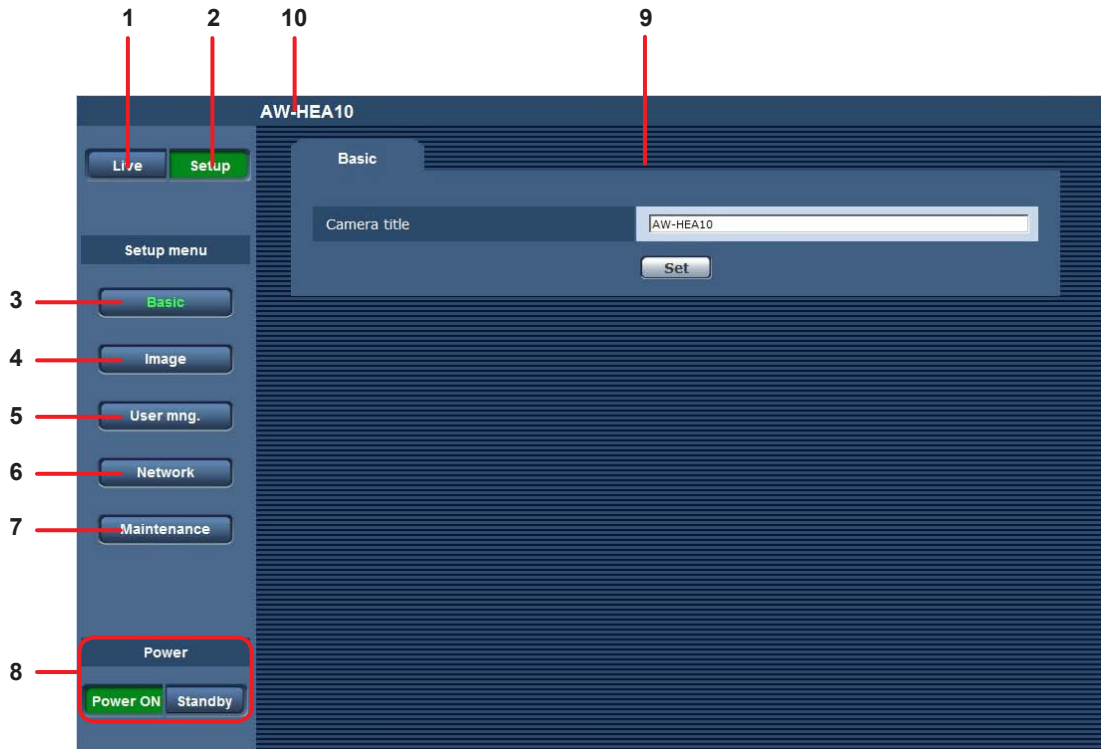 1 2 10 9
AW-HEA10
Live Setup
Basic
Camera title AW-HEA10
Set
Setup menu
3 Basic
4 Image
5 User mng.
6 Network
7 Maintenance
Power
8
Power ON Standby